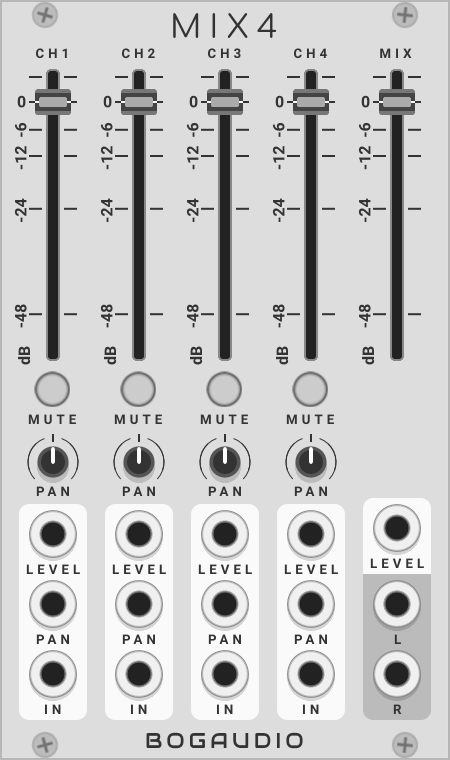 MIX4
CH1 CH2 CH3 CH4 MIX
0 0 0 0 0
-6 -6 -6 -6 -6
-12 -12 -12 -12 -12
-24 -24 -24 -24 -24
-48 -48 -48 -48 -48
dB dB dB dB dB
MUTE MUTE MUTE MUTE
PAN PAN PAN PAN
LEVEL LEVEL LEVEL LEVEL LEVEL
PAN PAN PAN PAN L
IN IN IN IN R
BOGAUDIO